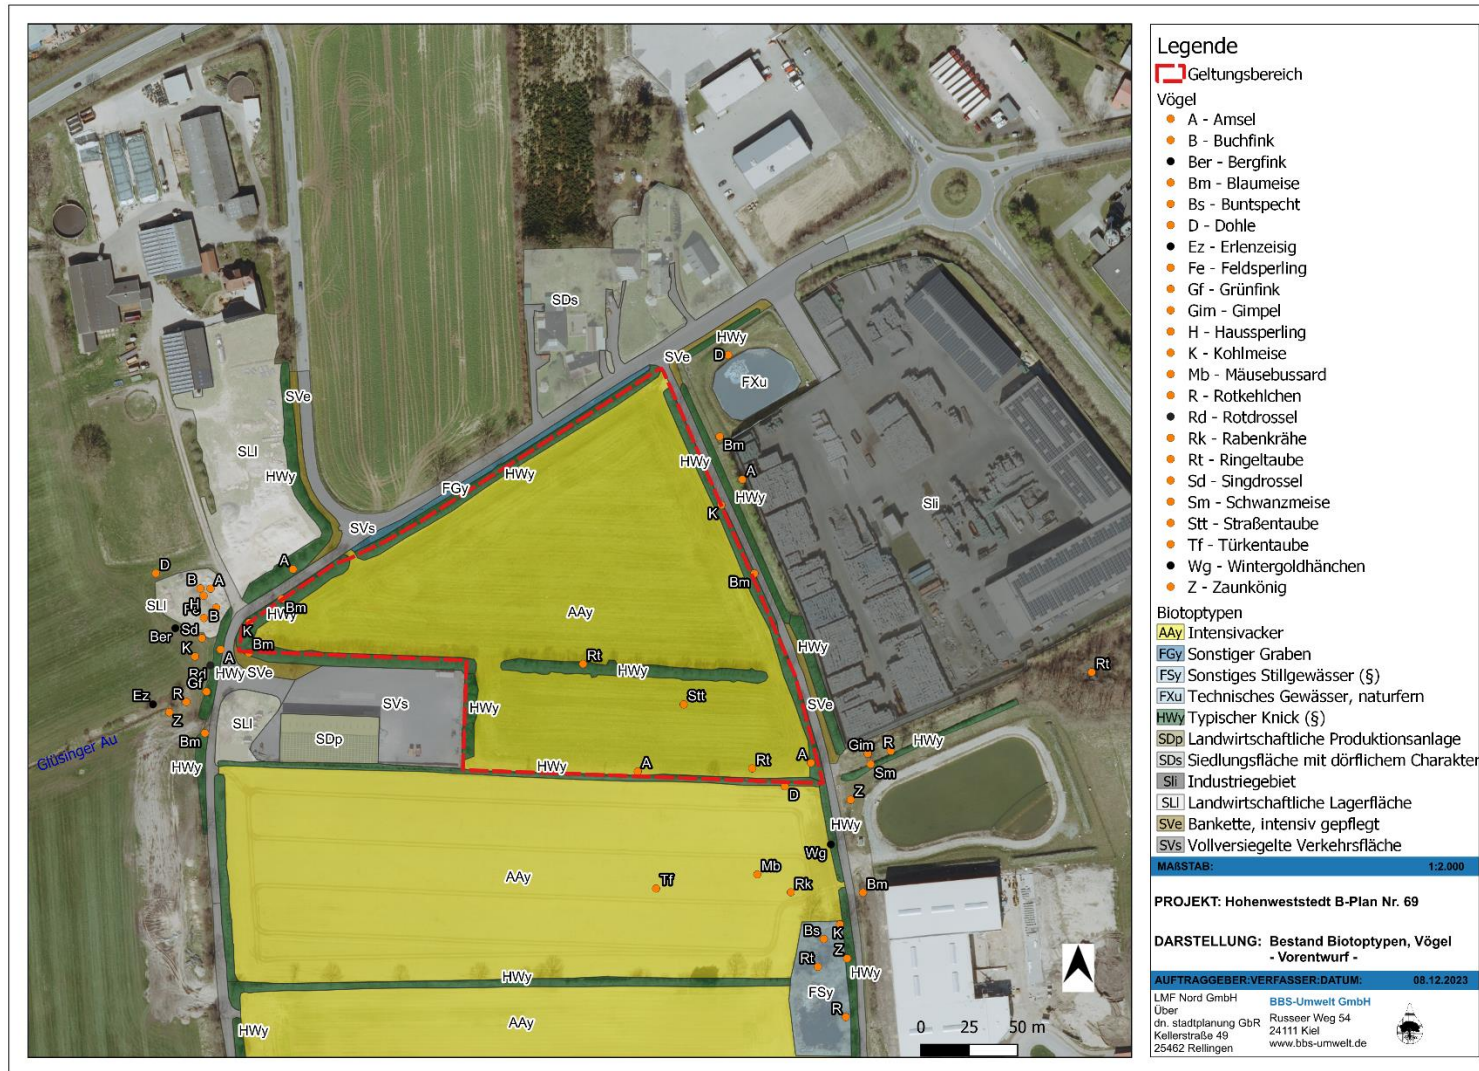 SDs
HWy
SVe
D
FXu
SVe
Bm
SLI
HWy
HWy
HWy
A
HWy
FGy
K
Sli
SVs
A
Bm
D
B
A
SLI
H
B
Bm
HWy
AAy
Ber
Sd
K
K
Bm
A
HWy
SVe
Rt
HWy
HWy
Rt
Gf
Ez
R
Z
SLI
SVs
HWy
Stt
SVe
SDp
Bm
Glüsinger Au
HWy
HWy
A
Rt
A
Gim
R
HWy
Sm
D
Z
HWy
Wg
AAy
Tf
Mb
Rk
Bm
Bs
K
Z
Rt
HWy
HWy
FSy
R
HWy
AAy
0 25 50 m
Legende
Geltungsbereich
Vögel
A - Amsel
B - Buchfink
Ber - Bergfink
Bm - Blaumeise
Bs - Buntspecht
D - Dohle
Ez - Erlenzeisig
Fe - Feldsperling
Gf - Grünfink
Gim - Gimpel
H - Haussperling
K - Kohlmeise
Mb - Mäusebussard
R - Rotkehlchen
Rd - Rotdrossel
Rk - Rabenkrähe
Rt - Ringeltaube
Sd - Singdrossel
Sm - Schwanzmeise
Stt - Straßentaube
Tf - Türkentaube
Wg - Wintergoldhänchen
Z - Zaunkönig
Biotoptypen
AAy Intensivacker
FGy Sonstiger Graben
FSy Sonstiges Stillgewässer (§)
FXu Technisches Gewässer, naturfern
HWy Typischer Knick (§)
SDp Landwirtschaftliche Produktionsanlage
SDs Siedlungsfläche mit dörflichem Charakter
Sli Industriegebiet
SLI Landwirtschaftliche Lagerfläche
SVe Bankette, intensiv gepflegt
SVs Vollversiegelte Verkehrsfläche
MAßSTAB: 1:2.000
PROJEKT: Hohenweststedt B-Plan Nr. 69
DARSTELLUNG: Bestand Biotoptypen, Vögel
- Vorentwurf -
AUFTRAGGEBER:VERFASSER:DATUM: 08.12.2023
LMF Nord GmbH
Über
dn. stadtplanung GbR
Kellerstraße 49
25462 Rellingen
BBS-Umwelt GmbH
Russeer Weg 54
24111 Kiel
www.bbs-umwelt.de